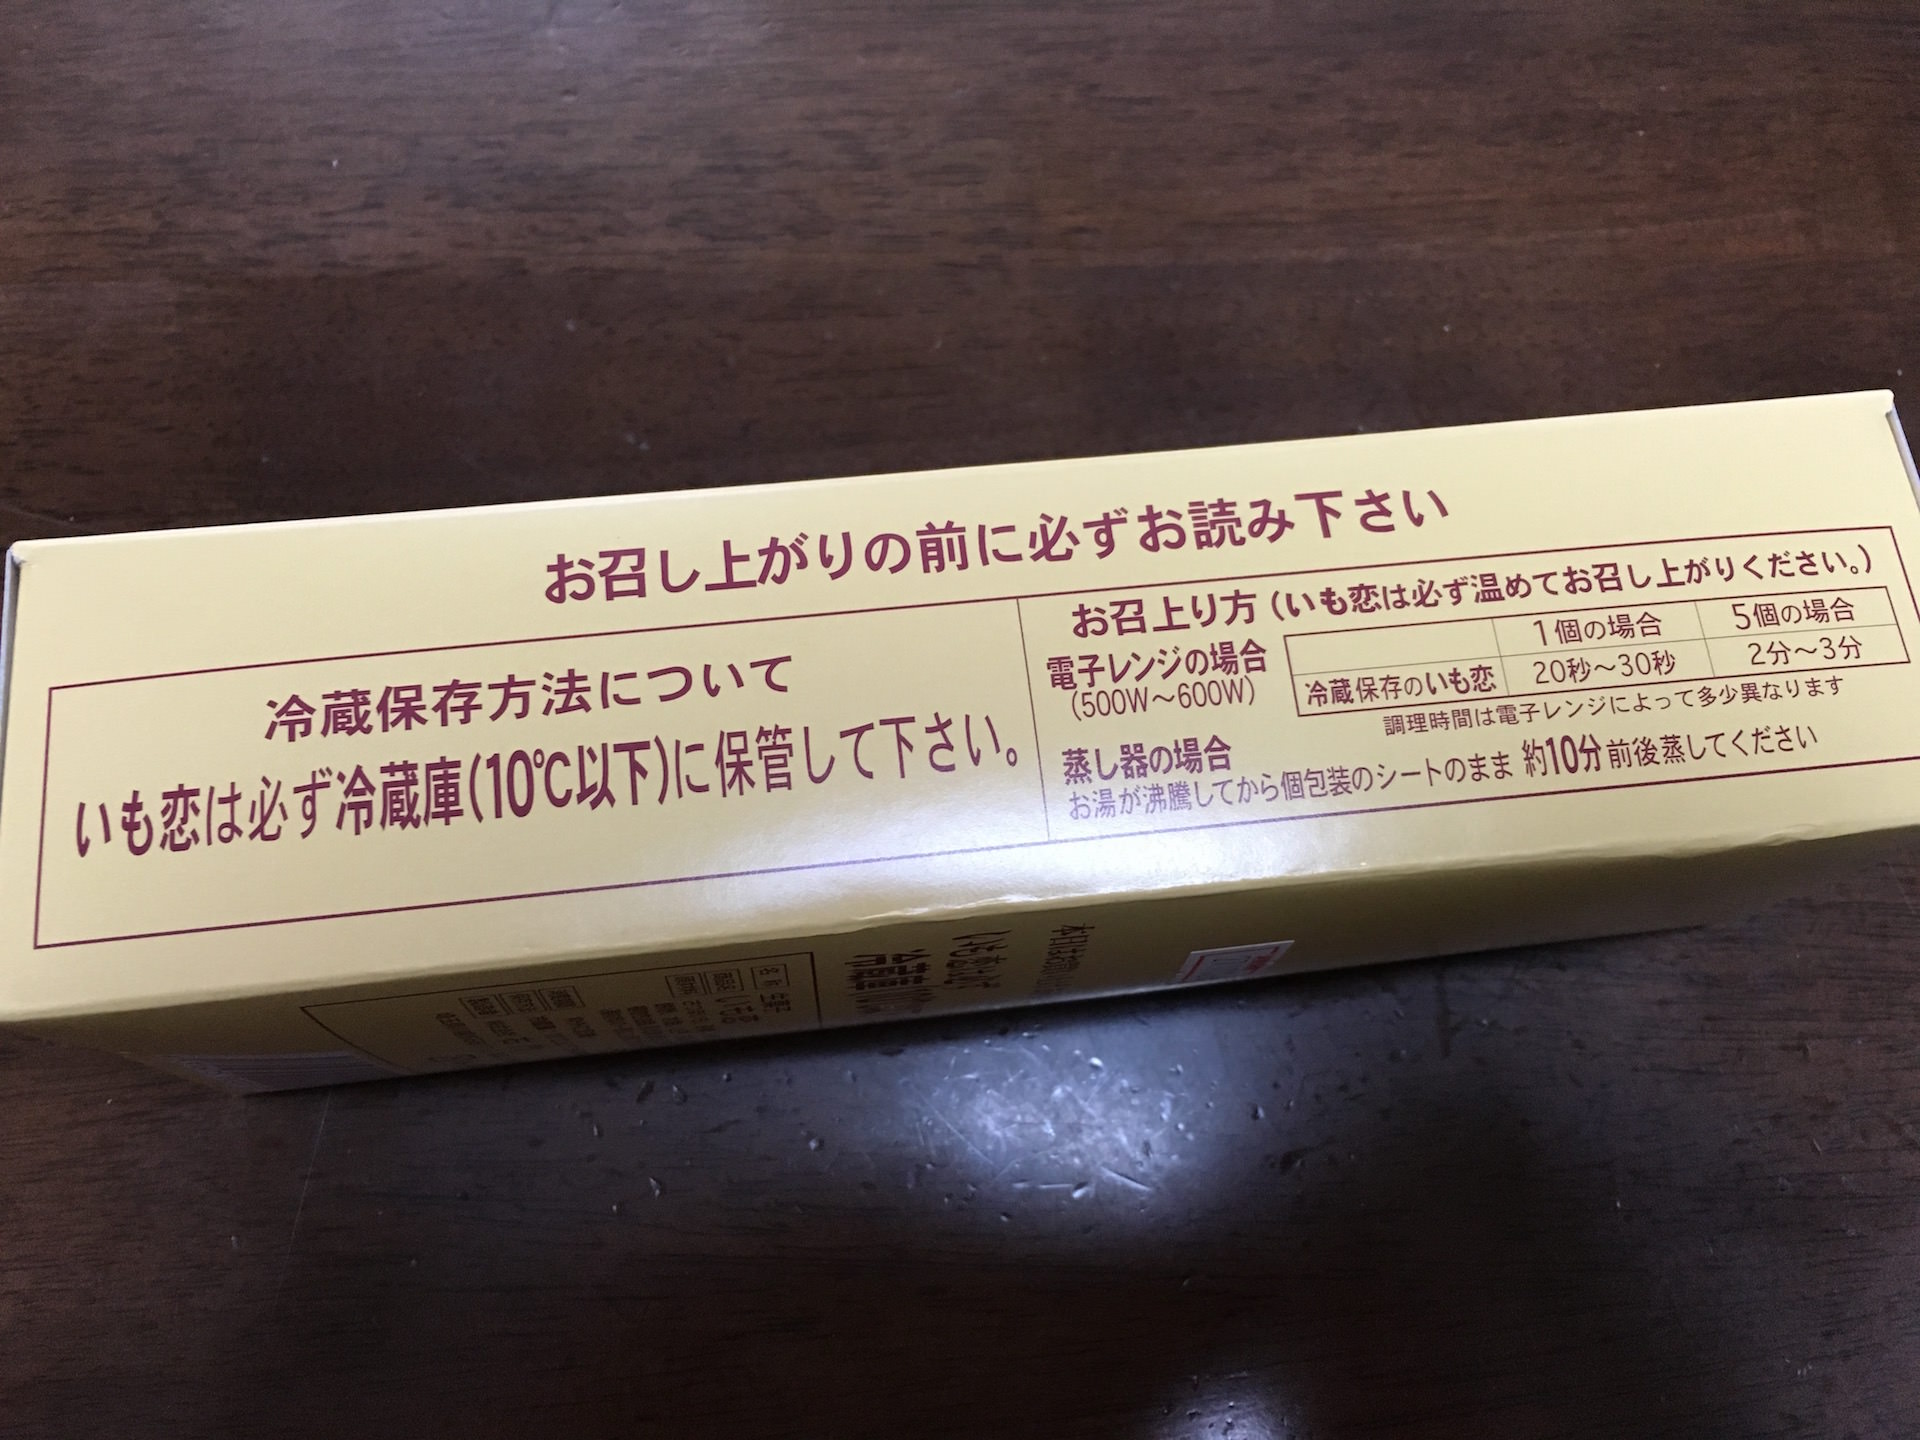 お召し上がりの前に必ずお読み下さい
冷蔵保存方法について
いも恋は必ず冷蔵庫(10℃以下)に保管して下さい。
お召上り方(いも恋は必ず温めてお召し上がりください。)
電子レンジの場合
(500W〜600W)
1個の場合 5個の場合
冷蔵保存のいも恋 20秒〜30秒 2分〜3分
調理時間は電子レンジによって多少異なります
蒸し器の場合
お湯が沸騰してから個包装のシートのまま 約10分前後蒸してください